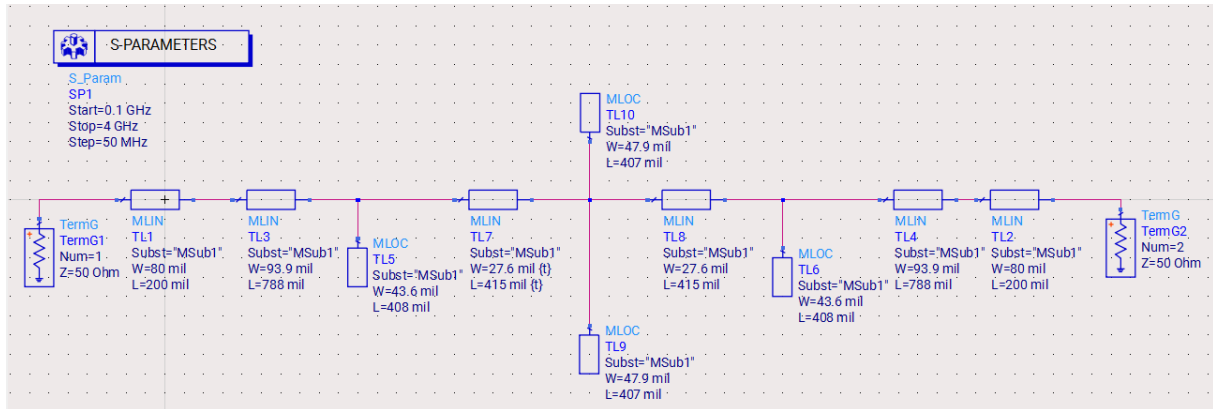 S-PARAMETERS
S_Param
SP1
Start=0.1 GHz
Stop=4 GHz
Step=50 MHz
MLOC
TL10
Subst="MSub1"
W=47.9 mil
L=407 mil
TermG
TermG1
Num=1
Z=50 Ohm
MLIN
TL1
Subst="MSub1"
W=80 mil
L=200 mil
MLIN
TL3
Subst="MSub1"
W=93.9 mil
L=788 mil
MLOC
TL5
Subst="MSub1"
W=43.6 mil
L=408 mil
MLIN
TL7
Subst="MSub1"
W=27.6 mil {t}
L=415 mil {t}
MLIN
TL8
Subst="MSub1"
W=27.6 mil
L=415 mil
MLOC
TL6
Subst="MSub1"
W=43.6 mil
L=408 mil
MLIN
TL4
Subst="MSub1"
W=93.9 mil
L=788 mil
MLIN
TL2
Subst="MSub1"
W=80 mil
L=200 mil
TermG
TermG2
Num=2
Z=50 Ohm
MLOC
TL9
Subst="MSub1"
W=47.9 mil
L=407 mil